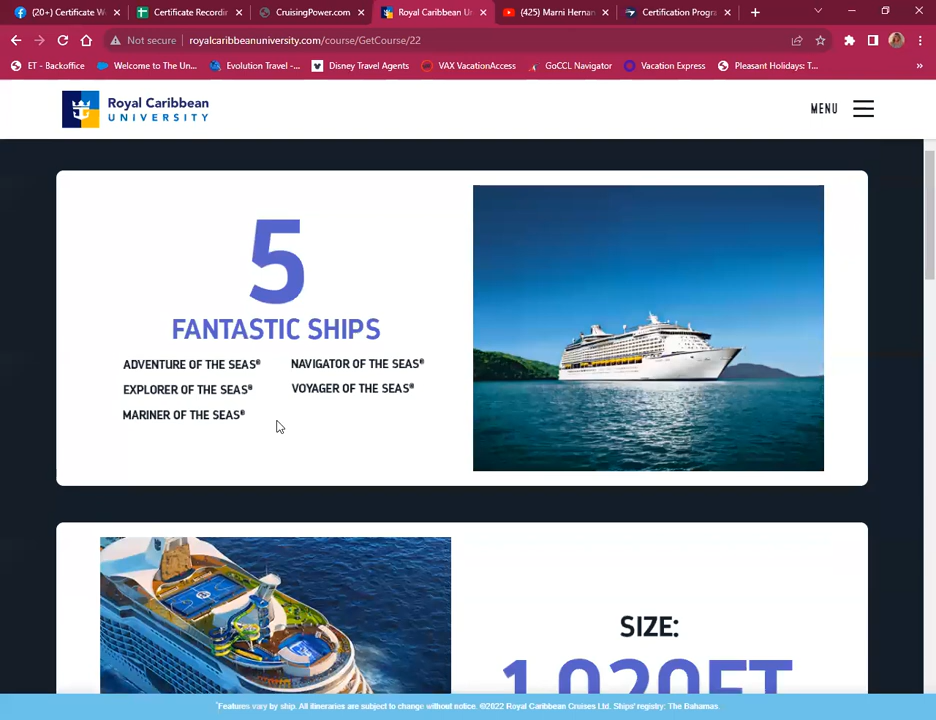 (20+) Certificate W
Certificate Recordin
CruisingPower.com
Royal Caribbean Un
(425) Marni Hernan
Certification Progra
Not secure
royalcaribbeanuniversity.com/course/GetCourse/22
ET - Backoffice
Welcome to The Un...
Evolution Travel -...
Disney Travel Agents
VAX VacationAccess
GoCCL Navigator
Vacation Express
Pleasant Holidays: T...
»
Royal Caribbean
UNIVERSITY
MENU
5
FANTASTIC SHIPS
ADVENTURE OF THE SEAS®
NAVIGATOR OF THE SEAS®
EXPLORER OF THE SEAS®
VOYAGER OF THE SEAS®
MARINER OF THE SEAS®
SIZE:
1,020FT
*Features vary by ship. All itineraries are subject to change without notice. ©2022 Royal Caribbean Cruises Ltd. Ships' registry: The Bahamas.